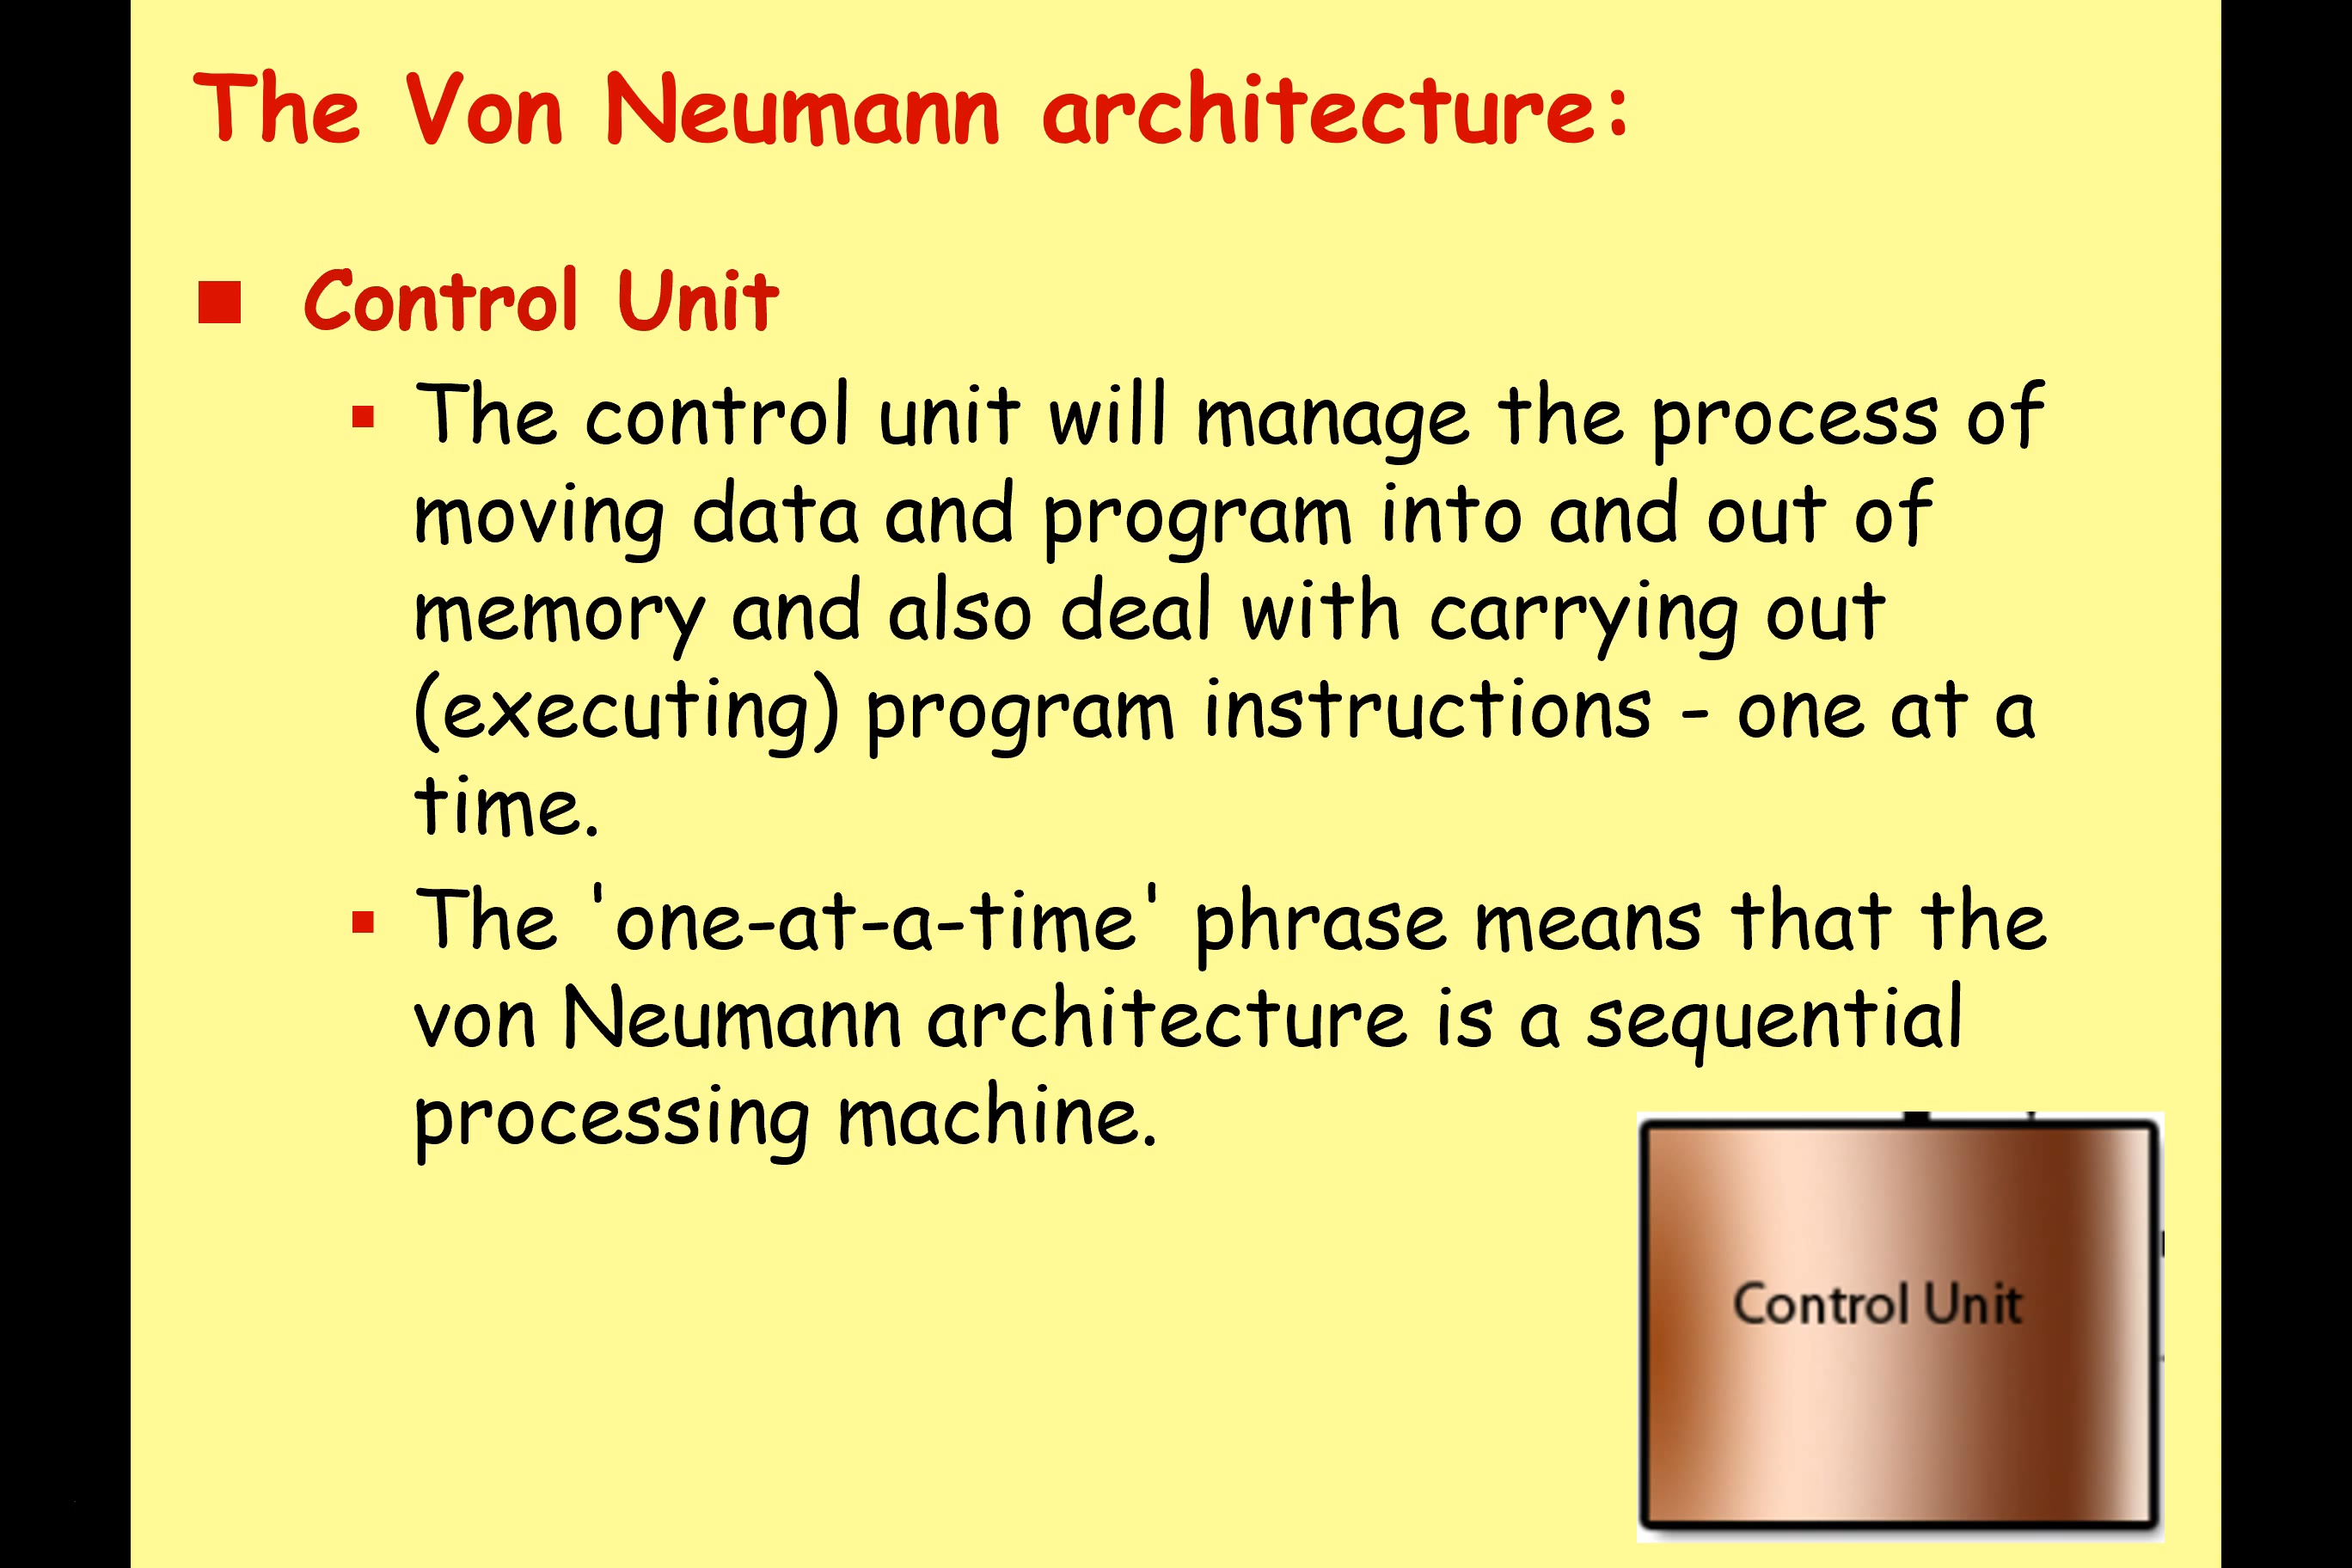 The Von Neumann architecture:
Control Unit
The control unit will manage the process of
moving data and program into and out of
memory and also deal with carrying out
(executing) program instructions - one at a
time.
The 'one-at-a-time' phrase means that the
von Neumann architecture is a sequential
processing machine.
Control Unit